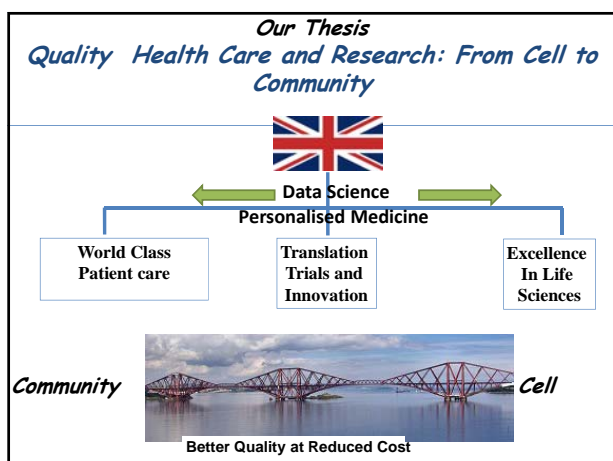 Our Thesis
Quality Health Care and Research: From Cell to
Community
Data Science
Personalised Medicine
World Class
Patient care
Translation
Trials and
Innovation
Excellence
In Life
Sciences
Community
Cell
Better Quality at Reduced Cost